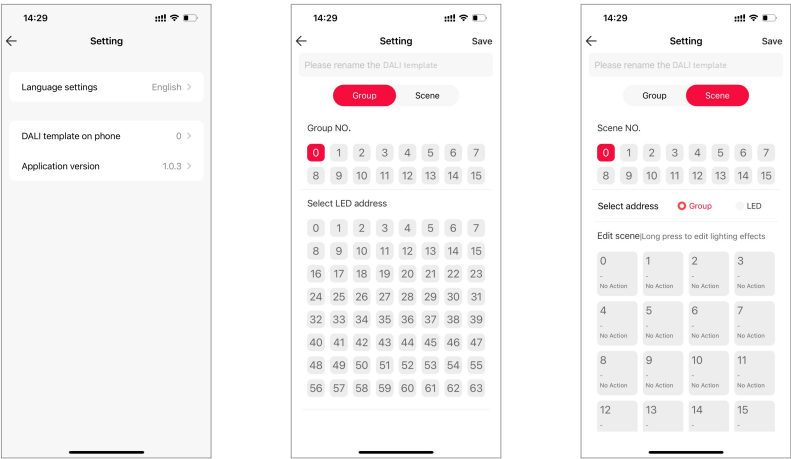 14:29
Setting
Language settings English >
DALI template on phone 0 >
Application version 1.0.3 >
14:29
Setting Save
Please rename the DALI template
Group Scene
Group NO.
0 1 2 3 4 5 6 7
8 9 10 11 12 13 14 15
Select LED address
0 1 2 3 4 5 6 7
8 9 10 11 12 13 14 15
16 17 18 19 20 21 22 23
24 25 26 27 28 29 30 31
32 33 34 35 36 37 38 39
40 41 42 43 44 45 46 47
48 49 50 51 52 53 54 55
56 57 58 59 60 61 62 63
14:29
Setting Save
Please rename the DALI template
Group Scene
Scene NO.
0 1 2 3 4 5 6 7
8 9 10 11 12 13 14 15
Select address Group LED
Edit scene|Long press to edit lighting effects
0 1 2 3
- - - -
No Action No Action No Action No Action
4 5 6 7
- - - -
No Action No Action No Action No Action
8 9 10 11
- - - -
No Action No Action No Action No Action
12 13 14 15
- - - -